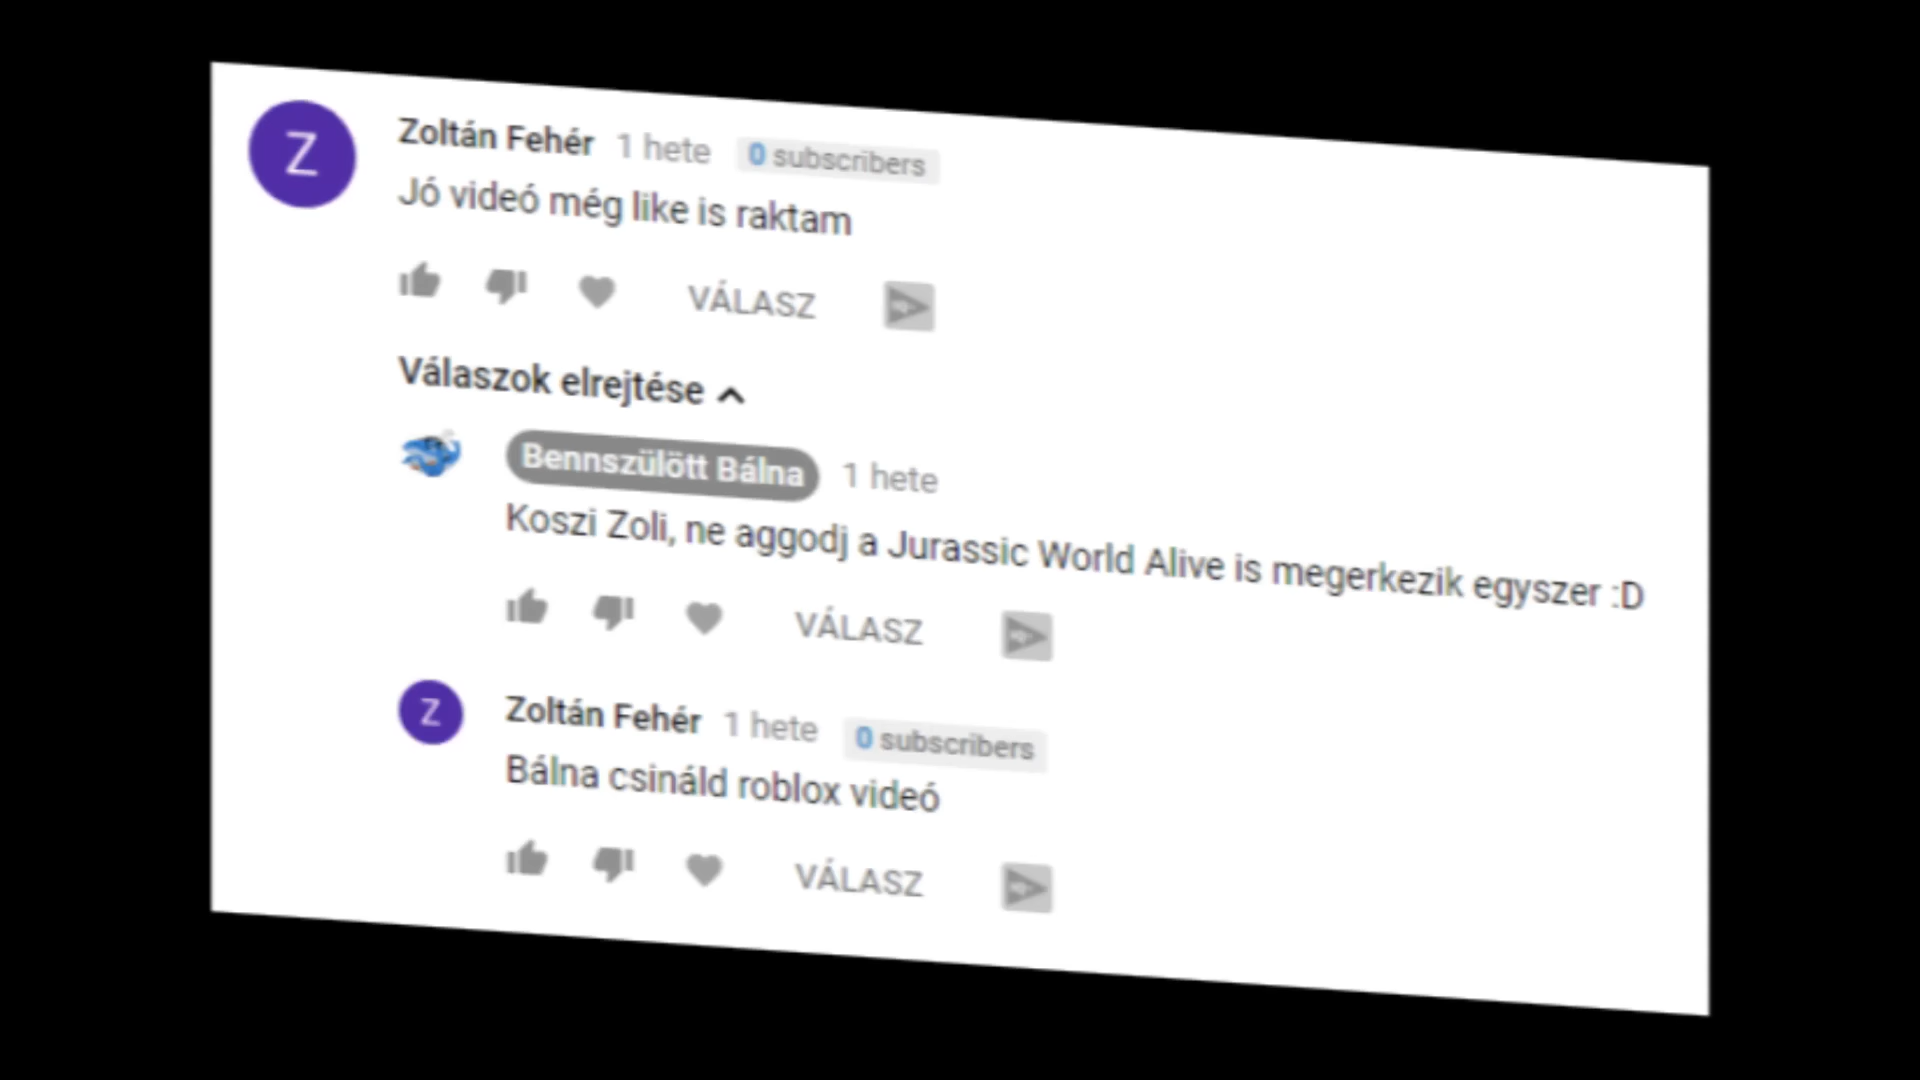 Z
Zoltán Fehér 1 hete 0 subscribers
Jó videó még like is raktam
VÁLASZ
Válaszok elrejtése
Bennszülött Bálna 1 hete
Koszi Zoli, ne aggodj a Jurassic World Alive is megerkezik egyszer :D
VÁLASZ
Z
Zoltán Fehér 1 hete 0 subscribers
Bálna csináld roblox videó
VÁLASZ